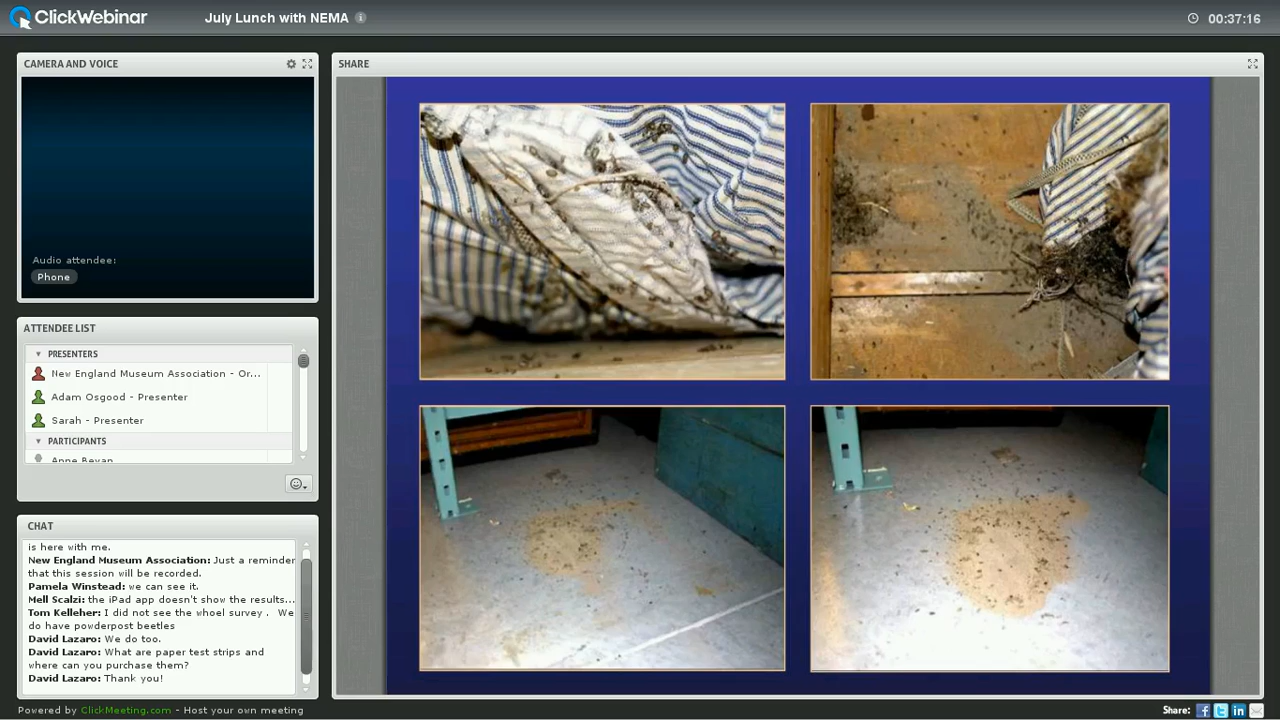 ClickWebinar
July Lunch with NEMA
00:37:16
CAMERA AND VOICE
Audio attendee:
Phone
SHARE
ATTENDEE LIST
PRESENTERS
New England Museum Association - Or...
Adam Osgood - Presenter
Sarah - Presenter
PARTICIPANTS
Anne Bevan
CHAT
is here with me.
New England Museum Association: Just a reminder
that this session will be recorded.
Pamela Winstead: we can see it.
Mell Scalzi: the iPad app doesn't show the results...
Tom Kelleher: I did not see the whoel survey . We
do have powderpost beetles
David Lazaro: We do too.
David Lazaro: What are paper test strips and
where can you purchase them?
David Lazaro: Thank you!
Powered by ClickMeeting.com - Host your own meeting
Share: